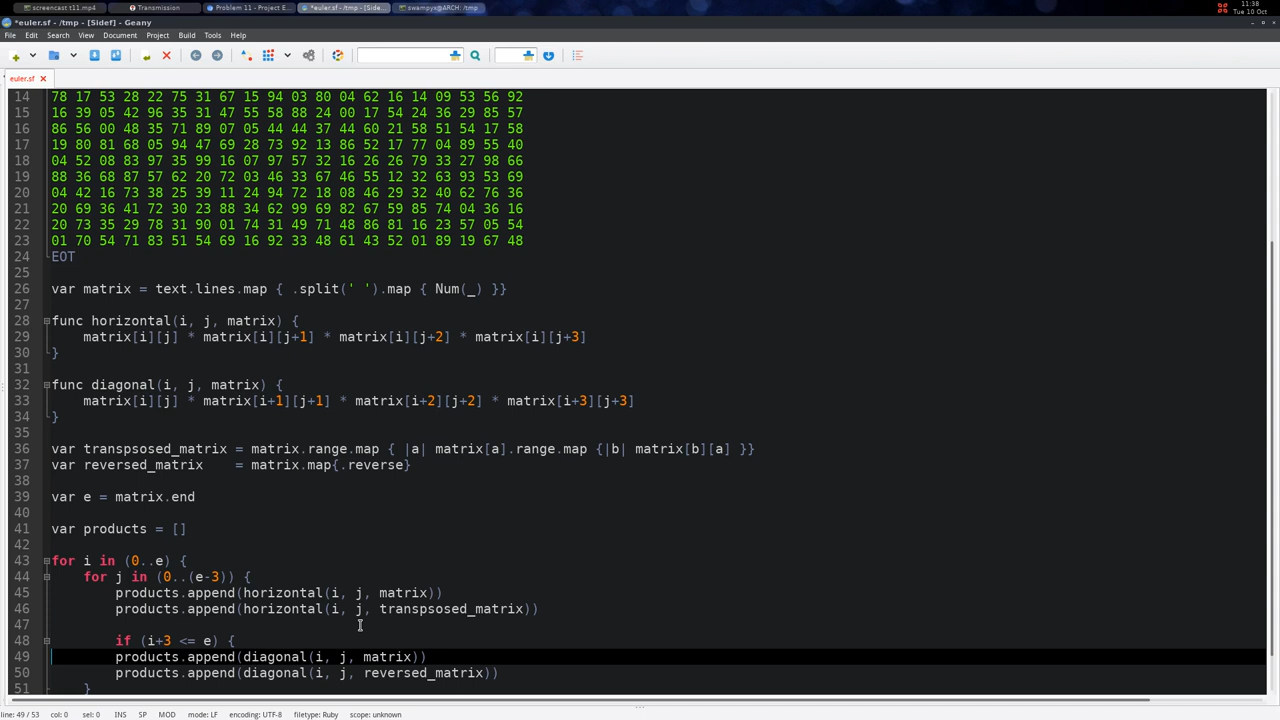 screencast t11.mp4 Transmission Problem 11 - Project E... *euler.sf - /tmp - [Side... swampyx@ARCH: /tmp
11:38
Tue 10 Oct
*euler.sf - /tmp - [Sidef] - Geany
File Edit Search View Document Project Build Tools Help
euler.sf
14 78 17 53 28 22 75 31 67 15 94 03 80 04 62 16 14 09 53 56 92
15 16 39 05 42 96 35 31 47 55 58 88 24 00 17 54 24 36 29 85 57
16 86 56 00 48 35 71 89 07 05 44 44 37 44 60 21 58 51 54 17 58
17 19 80 81 68 05 94 47 69 28 73 92 13 86 52 17 77 04 89 55 40
18 04 52 08 83 97 35 99 16 07 97 57 32 16 26 26 79 33 27 98 66
19 88 36 68 87 57 62 20 72 03 46 33 67 46 55 12 32 63 93 53 69
20 04 42 16 73 38 25 39 11 24 94 72 18 08 46 29 32 40 62 76 36
21 20 69 36 41 72 30 23 88 34 62 99 69 82 67 59 85 74 04 36 16
22 20 73 35 29 78 31 90 01 74 31 49 71 48 86 81 16 23 57 05 54
23 01 70 54 71 83 51 54 69 16 92 33 48 61 43 52 01 89 19 67 48
24 EOT
25
26 var matrix = text.lines.map { .split(' ').map { Num(_) }}
27
28 func horizontal(i, j, matrix) {
29 matrix[i][j] * matrix[i][j+1] * matrix[i][j+2] * matrix[i][j+3]
30 }
31
32 func diagonal(i, j, matrix) {
33 matrix[i][j] * matrix[i+1][j+1] * matrix[i+2][j+2] * matrix[i+3][j+3]
34 }
35
36 var transpsosed_matrix = matrix.range.map { |a| matrix[a].range.map {|b| matrix[b][a] }}
37 var reversed_matrix    = matrix.map{.reverse}
38
39 var e = matrix.end
40
41 var products = []
42
43 for i in (0..e) {
44 for j in (0..(e-3)) {
45 products.append(horizontal(i, j, matrix))
46 products.append(horizontal(i, j, transpsosed_matrix))
47
48 if (i+3 <= e) {
49 products.append(diagonal(i, j, matrix))
50 products.append(diagonal(i, j, reversed_matrix))
51 }
line: 49 / 53 col: 0 sel: 0 INS SP MOD mode: LF encoding: UTF-8 filetype: Ruby scope: unknown